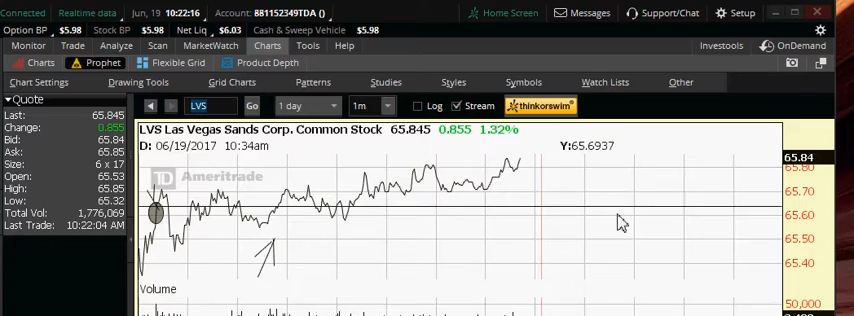 Connected Realtime data Jun, 19 10:22:16 Account: 881152349TDA () Home Screen Messages Support/Chat Setup
Option BP $5.98 Stock BP $5.98 Net Liq $6.03 Cash & Sweep Vehicle $5.98
Monitor Trade Analyze Scan MarketWatch Charts Tools Help Investools OnDemand
Charts Prophet Flexible Grid Product Depth
Chart Settings Drawing Tools Grid Charts Patterns Studies Styles Symbols Watch Lists Other
Quote
Last: 65.845
Change: 0.855
Bid: 65.84
Ask: 65.85
Size: 6 x 17
Open: 65.53
High: 65.85
Low: 65.32
Total Vol: 1,776,069
Last Trade: 10:22:04 AM
LVS Go 1 day 1m Log Stream thinkorswim
LVS Las Vegas Sands Corp. Common Stock 65.845 0.855 1.32%
D: 06/19/2017 10:34am Y:65.6937
TD Ameritrade
65.84
65.80
65.70
65.60
65.50
65.40
Volume
50,000